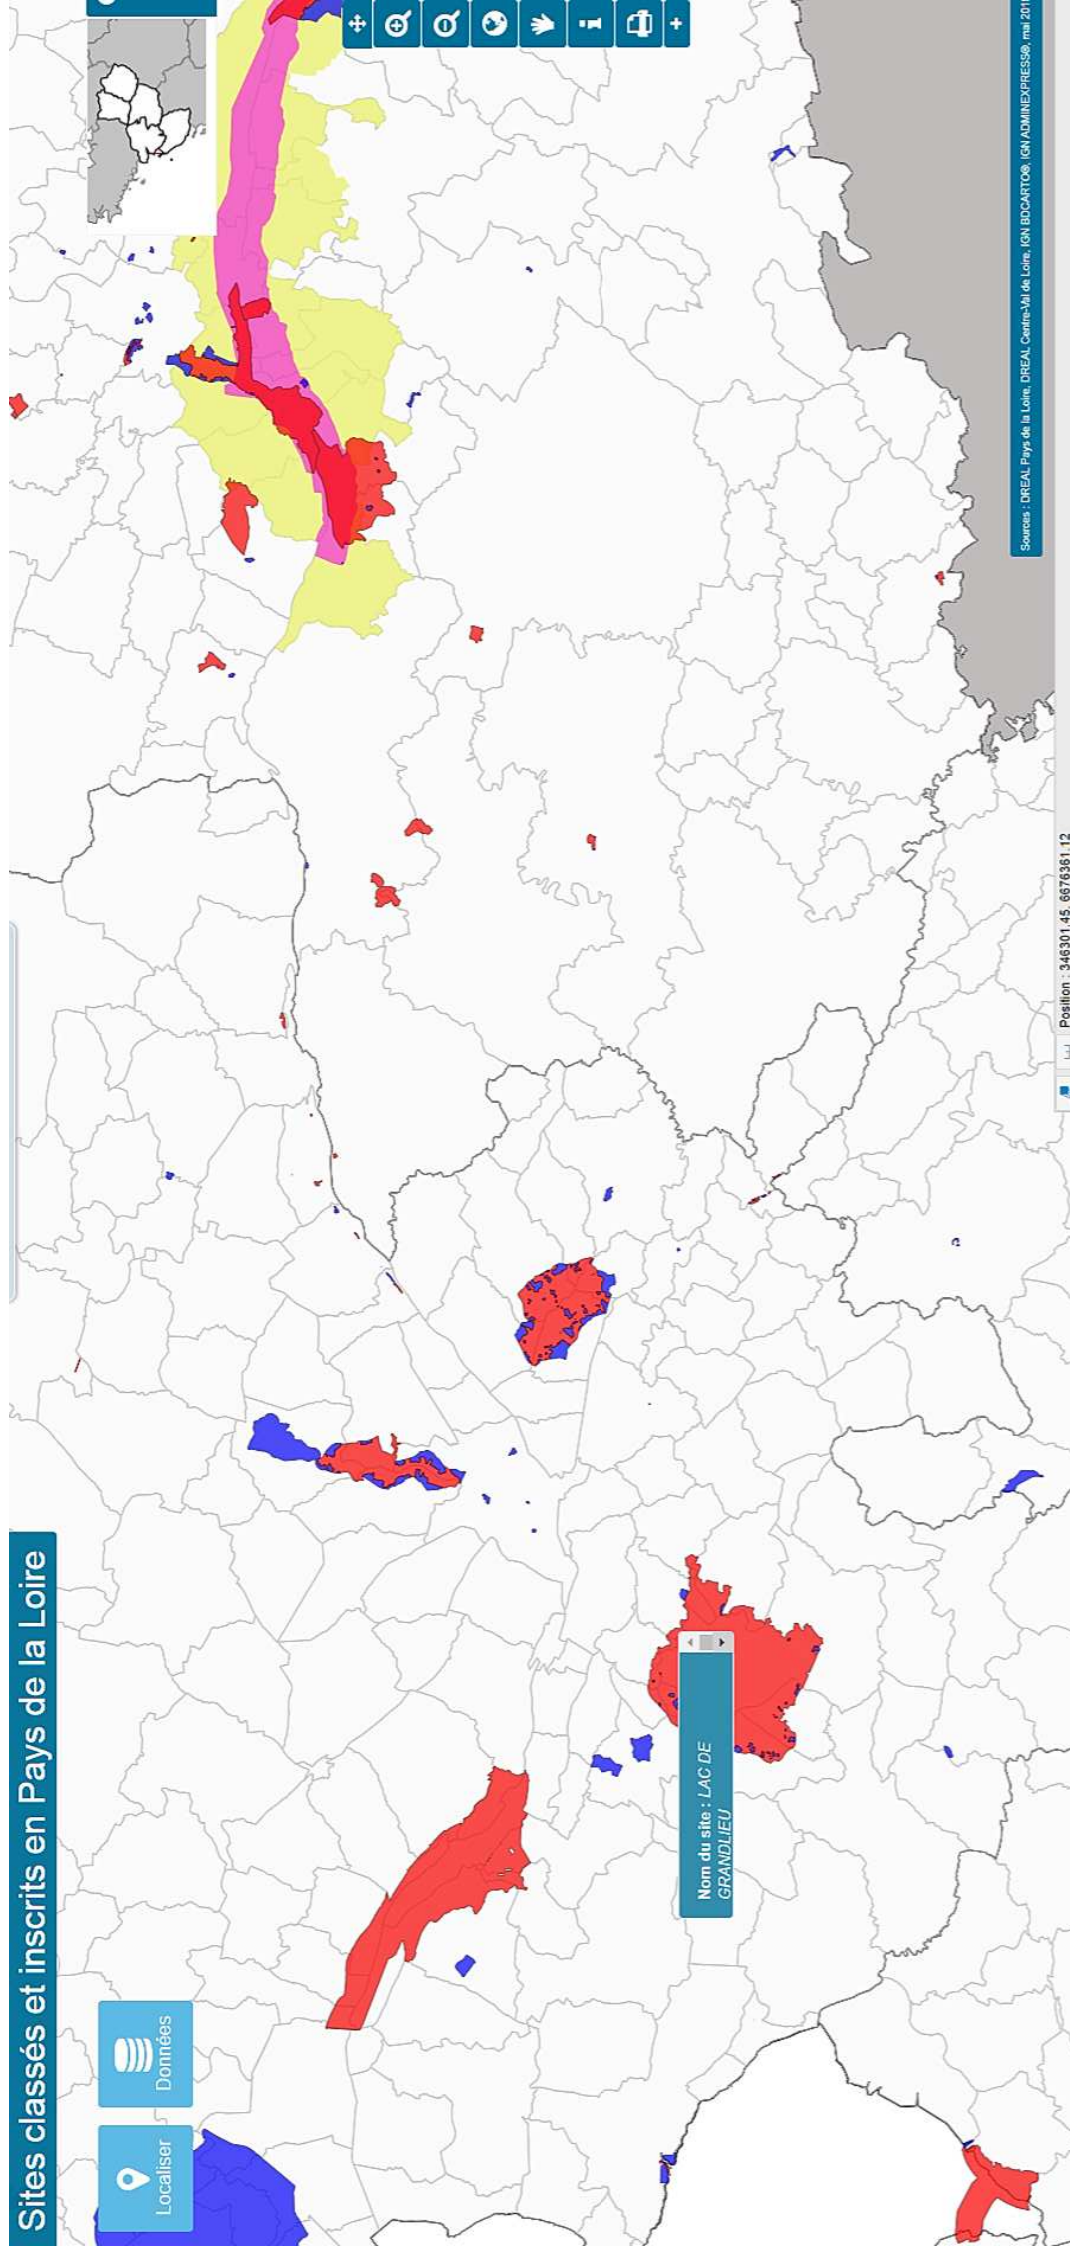 Sites classés et inscrits en Pays de la Loire
Localiser
Données
Nom du site : LAC DE
GRANDLIEU
Sources : DREAL Pays de la Loire, DREAL Centre-Val de Loire, IGN BDCARTO®, IGN ADMINEXPRESS®, mai 201
Position : 346301.45, 6676361.12